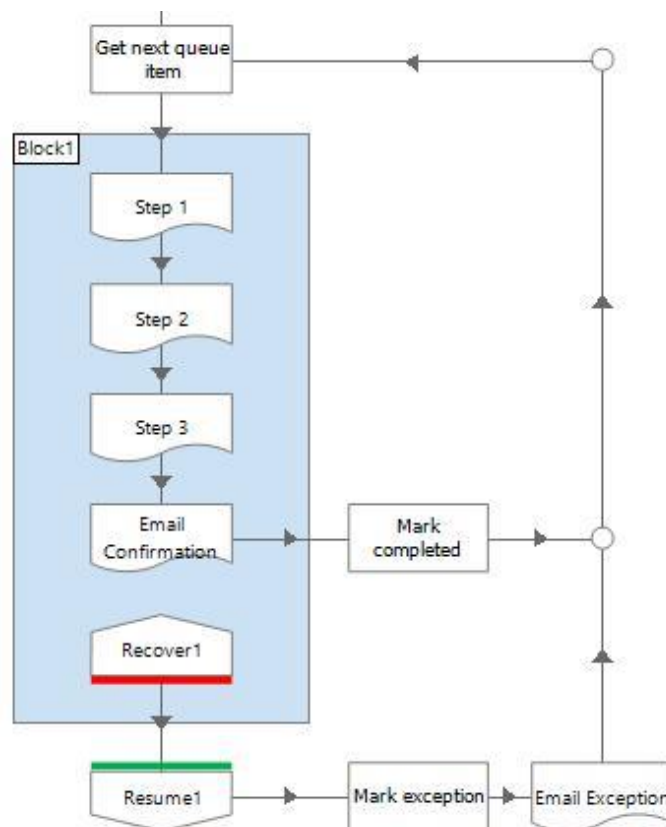 Get next queue
item
Block1
Step 1
Step 2
Step 3
Email
Confirmation
Mark
completed
Recover1
Resume1
Mark exception
Email Exception